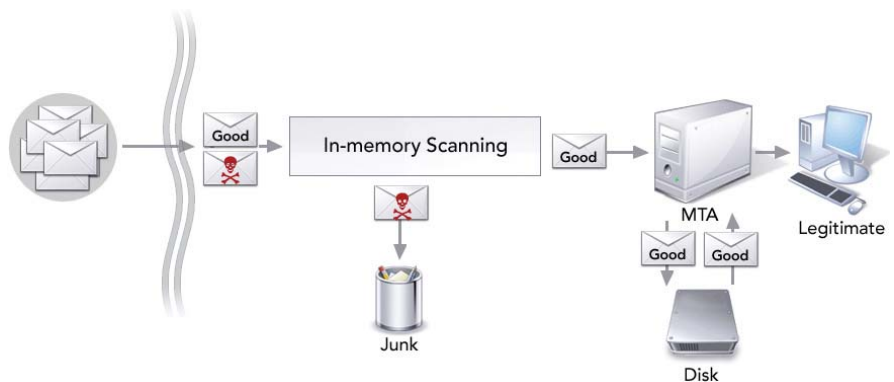 Good
In-memory Scanning
Good
MTA
Legitimate
Good
Good
Junk
Disk